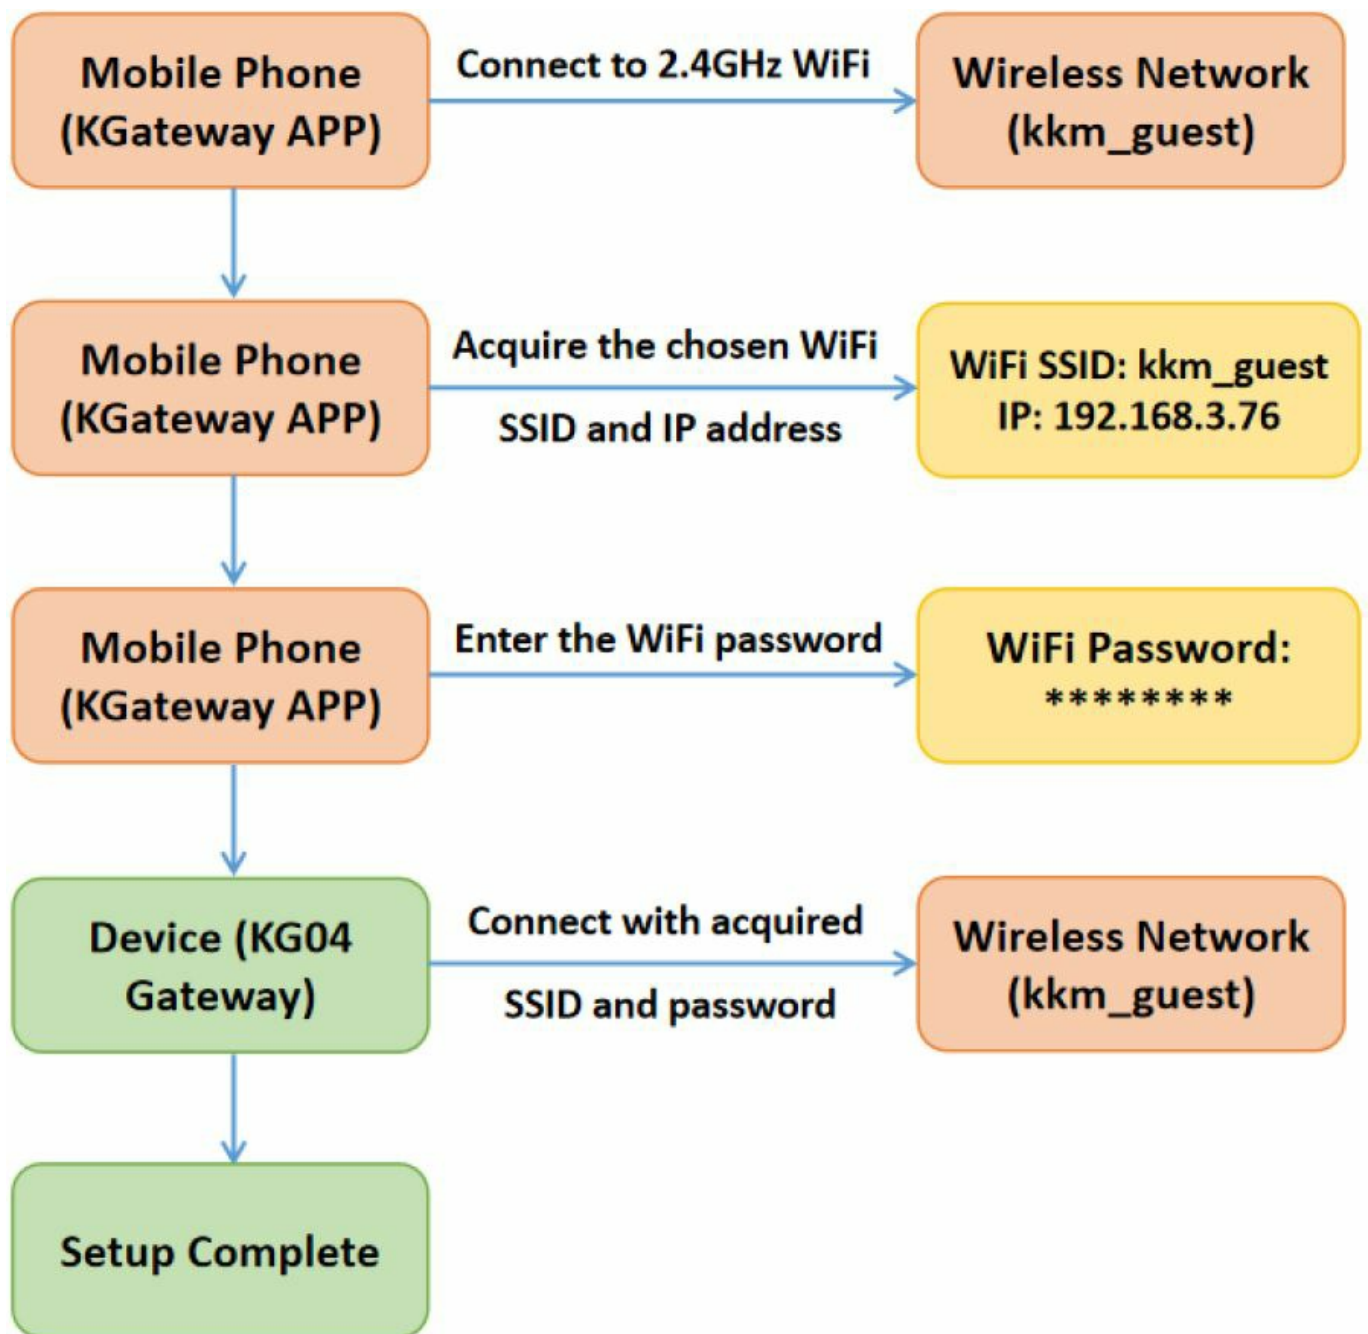 Mobile Phone
(KGateway APP)
Connect to 2.4GHz WiFi
Wireless Network
(kkm_guest)
Mobile Phone
(KGateway APP)
Acquire the chosen WiFi
SSID and IP address
WiFi SSID: kkm_guest
IP: 192.168.3.76
Mobile Phone
(KGateway APP)
Enter the WiFi password
WiFi Password:
********
Device (KG04
Gateway)
Connect with acquired
SSID and password
Wireless Network
(kkm_guest)
Setup Complete